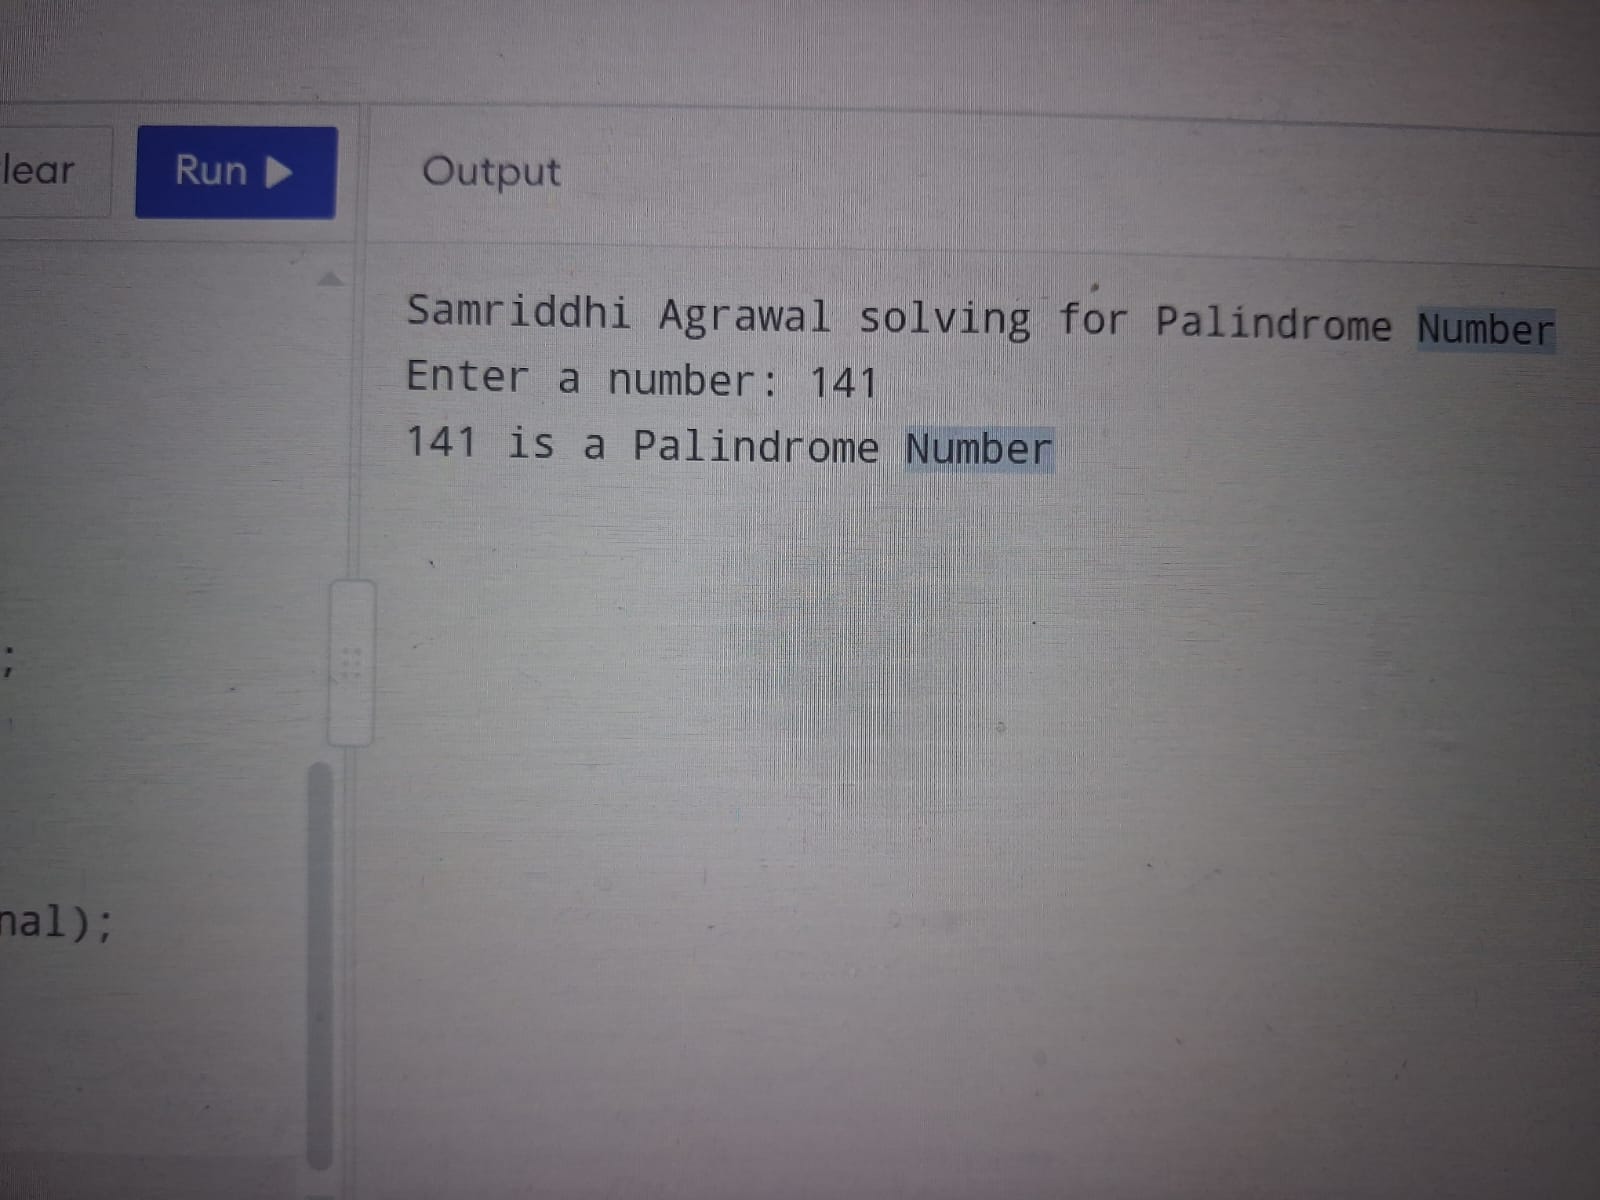 lear
Run
Output
Samriddhi Agrawal solving for Palindrome Number
Enter a number: 141
141 is a Palindrome Number
;
nal);